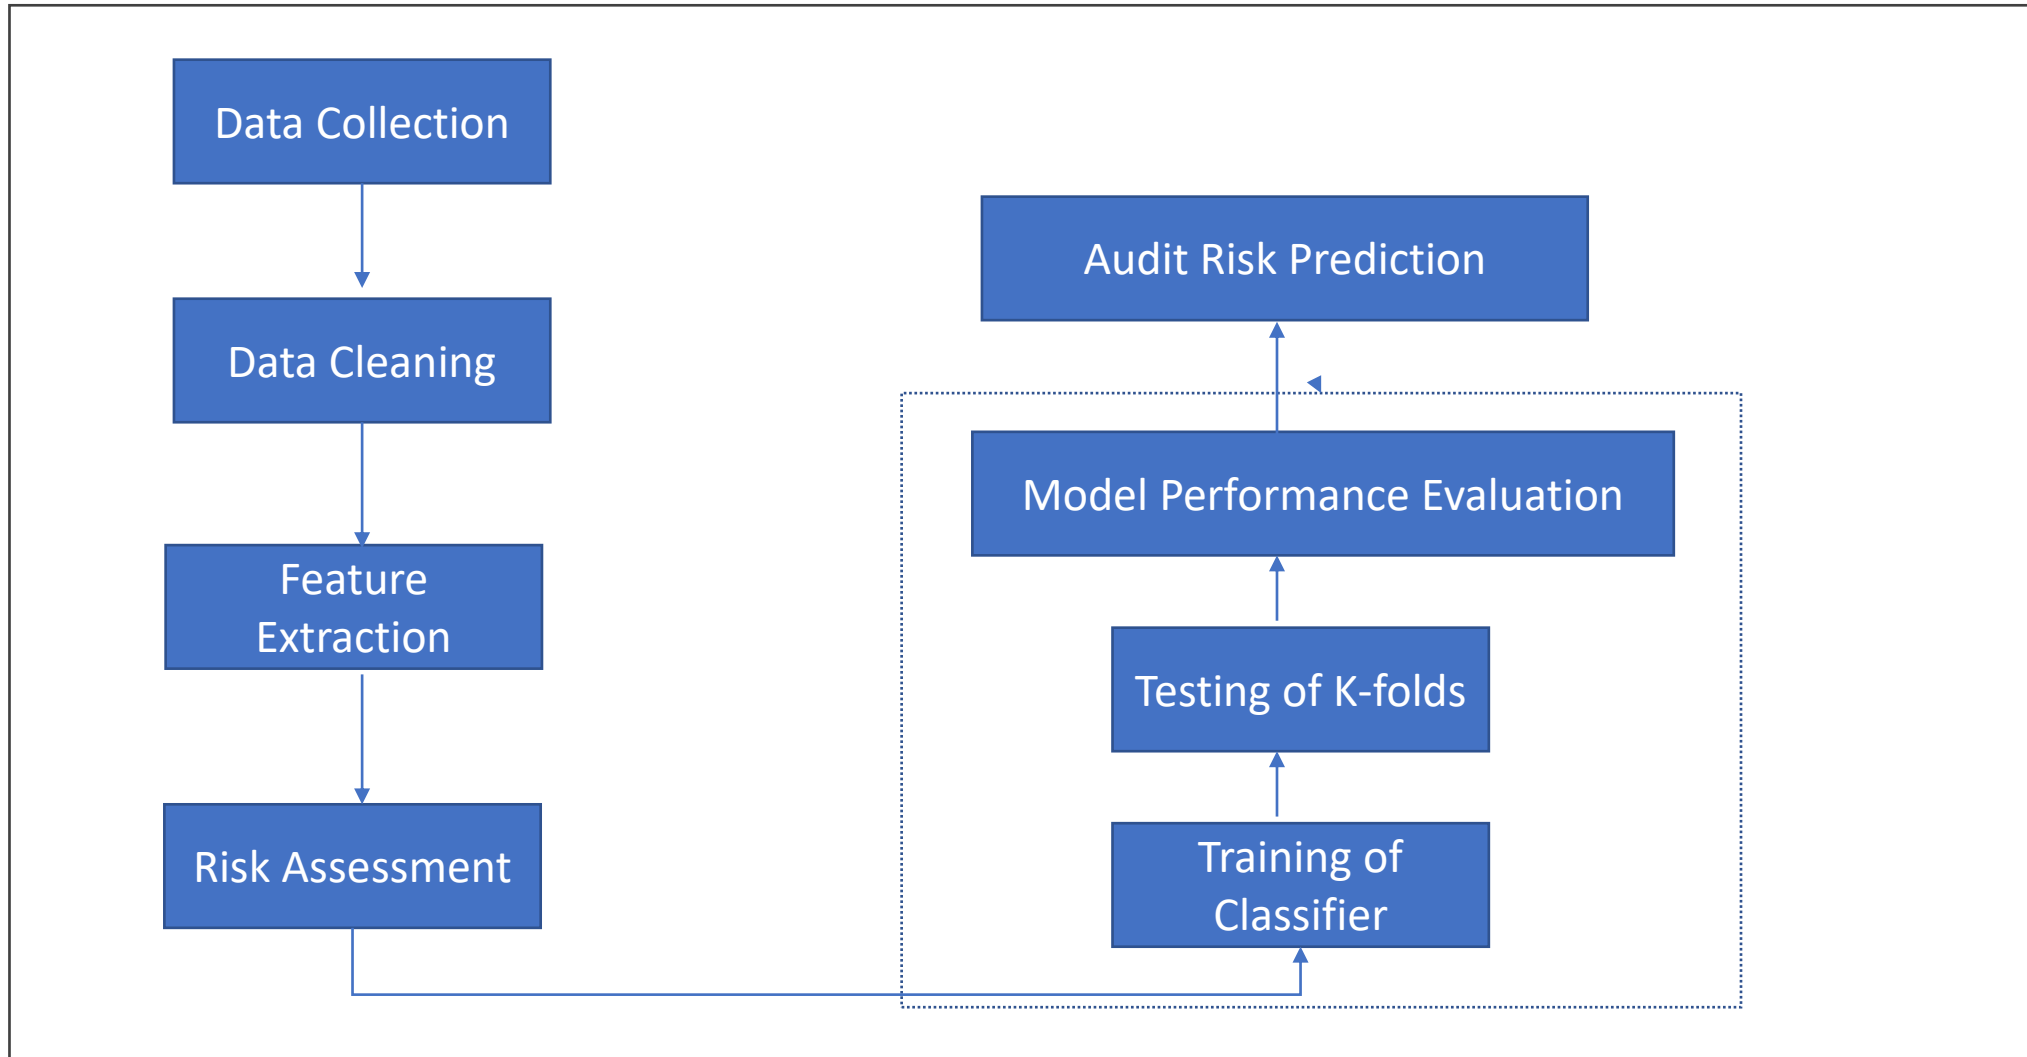 Data Collection
Data Cleaning
Feature
Extraction
Risk Assessment
Audit Risk Prediction
Model Performance Evaluation
Testing of K-folds
Training of
Classifier